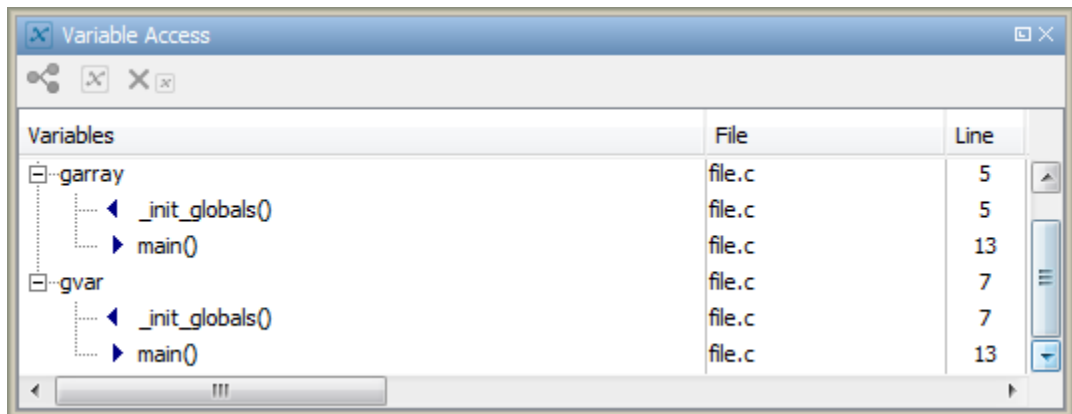 Variable Access
Variables File Line
garray file.c 5
_init_globals() file.c 5
main() file.c 13
gvar file.c 7
_init_globals() file.c 7
main() file.c 13